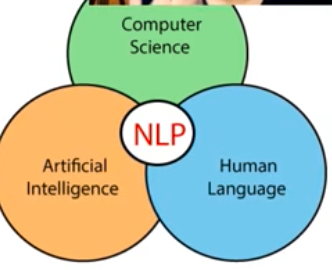 Computer
Science
NLP
Artificial
Intelligence
Human
Language